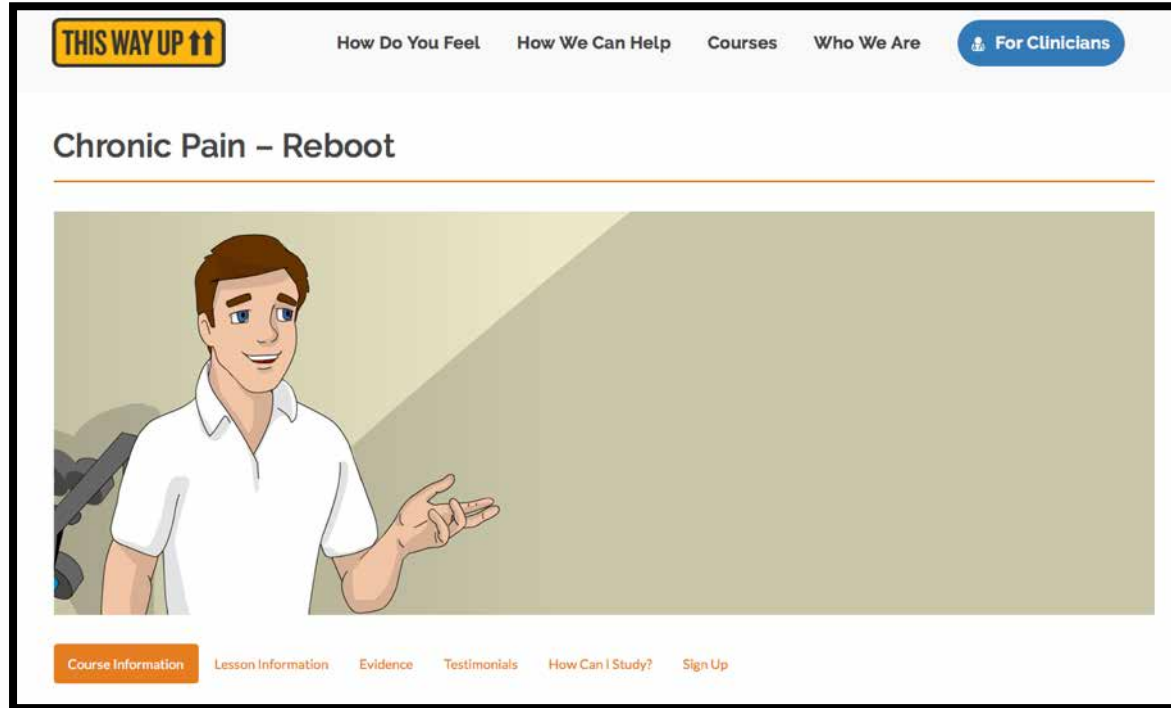 THIS WAY UP
How Do You Feel How We Can Help Courses Who We Are For Clinicians
Chronic Pain – Reboot
Course Information Lesson Information Evidence Testimonials How Can I Study? Sign Up